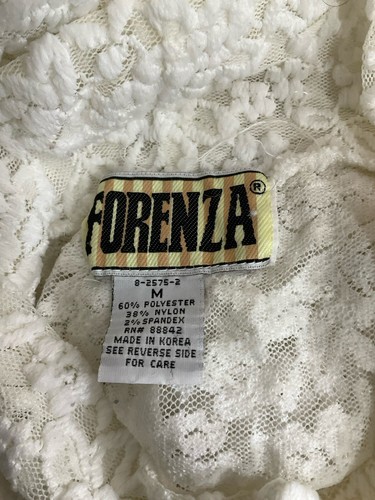 FORENZA®
8-2575-2
M
60% POLYESTER
38% NYLON
2% SPANDEX
RN# 88842
MADE IN KOREA
SEE REVERSE SIDE
FOR CARE